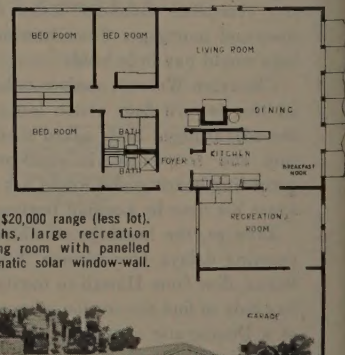 BED ROOM
BED ROOM
LIVING ROOM
DINING
BED ROOM
BATH
KITCHEN
FOYER
BATH
BREAKFAST
NOOK
RECREATION
ROOM
$20,000 range (less lot).
hs, large recreation
ng room with panelled
matic solar window-wall.
GARAGE